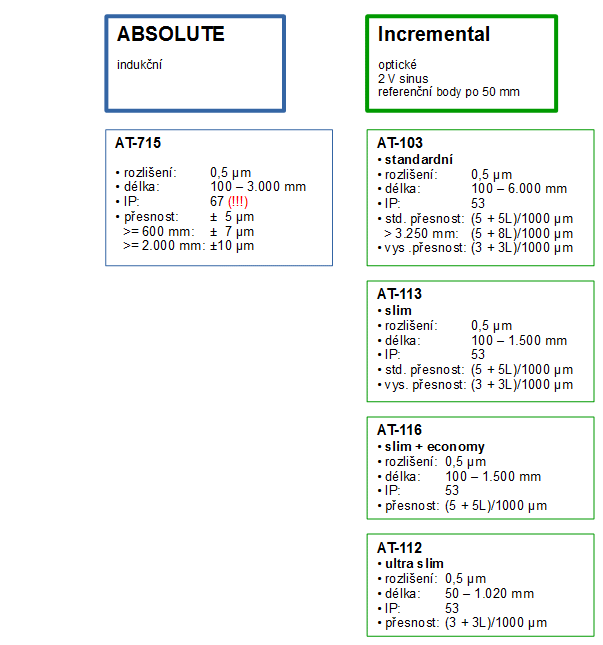 ABSOLUTE
indukční
AT-715
• rozlišení: 0,5 µm
• délka: 100 – 3.000 mm
• IP: 67 (!!!)
• přesnost: ± 5 µm
>= 600 mm: ± 7 µm
>= 2.000 mm: ±10 µm
Incremental
optické
2 V sinus
referenční body po 50 mm
AT-103
• standardní
• rozlišení: 0,5 µm
• délka: 100 – 6.000 mm
• IP: 53
• std. přesnost: (5 + 5L)/1000 µm
> 3.250 mm: (5 + 8L)/1000 µm
• vys .přesnost: (3 + 3L)/1000 µm
AT-113
• slim
• rozlišení: 0,5 µm
• délka: 100 – 1.500 mm
• IP: 53
• std. přesnost: (5 + 5L)/1000 µm
• vys. přesnost: (3 + 3L)/1000 µm
AT-116
• slim + economy
• rozlišení: 0,5 µm
• délka: 100 – 1.500 mm
• IP: 53
• přesnost: (5 + 5L)/1000 µm
AT-112
• ultra slim
• rozlišení: 0,5 µm
• délka: 50 – 1.020 mm
• IP: 53
• přesnost: (3 + 3L)/1000 µm